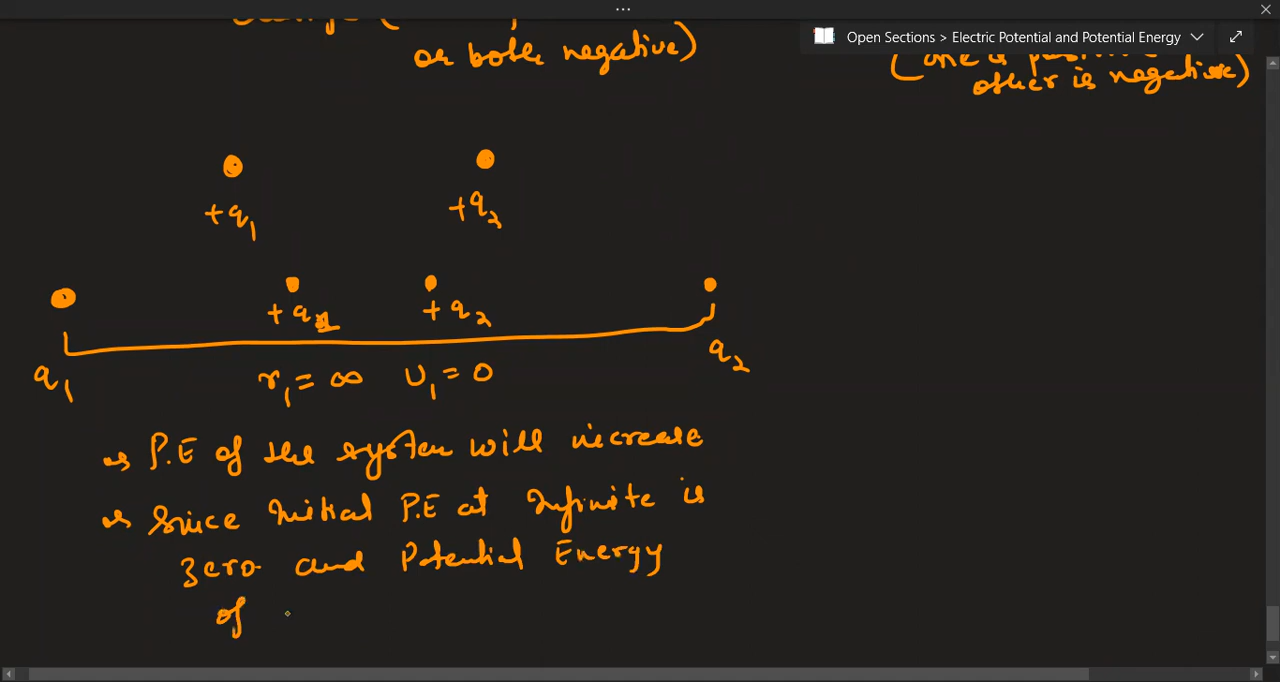 ...
Open Sections > Electric Potential and Potential Energy
or both negative)
other is negative)
+q1
+q2
+q1
+q2
q1
q2
r1 = ∞ U1 = 0
P.E of the system will increase
Since Initial P.E at Infinite is
Zero and Potential Energy
of